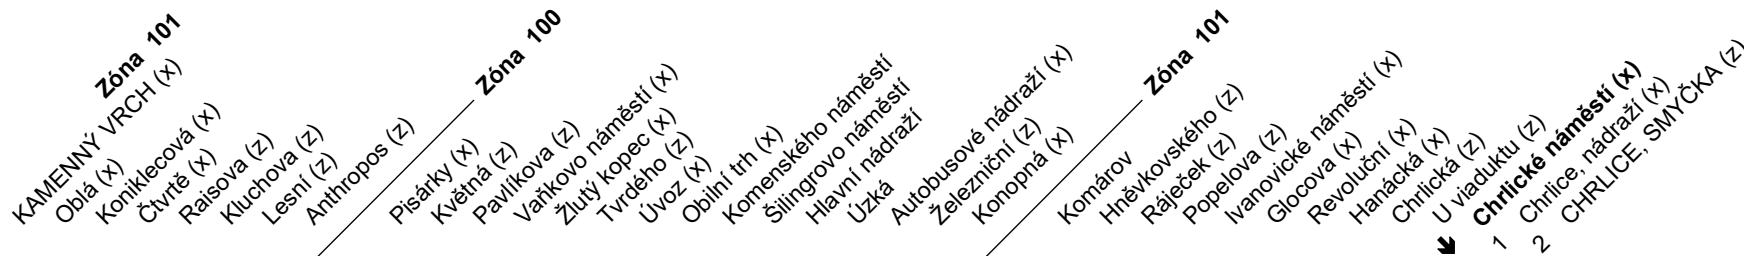 Zóna 101
KAMENNÝ VRCH (x)
Oblá (x)
Koniklecová (x)
Čtvrtě (x)
Raisova (z)
Kluchova (z)
Lesní (z)
Anthropos (z)
Zóna 100
Pisárky (x)
Květná (z)
Pavlíkova (z)
Vaňkovo náměstí (x)
Žlutý kopec (x)
Tvrdého (z)
Úvoz (x)
Obilní trh (x)
Komenského náměstí
Šilingrovo náměstí
Hlavní nádraží
Úzká
Autobusové nádraží (x)
Železniční (z)
Konopná (x)
Zóna 101
Komárov
Hněvkovského (z)
Ráječek (z)
Popelova (z)
Ivanovické náměstí (x)
Glocova (x)
Revoluční (x)
Hanácká (x)
Chrlická (z)
U viaduktu (z)
Chrlické náměstí (x)
1 Chrlice, nádraží (x)
2 CHRLICE, SMYČKA (z)